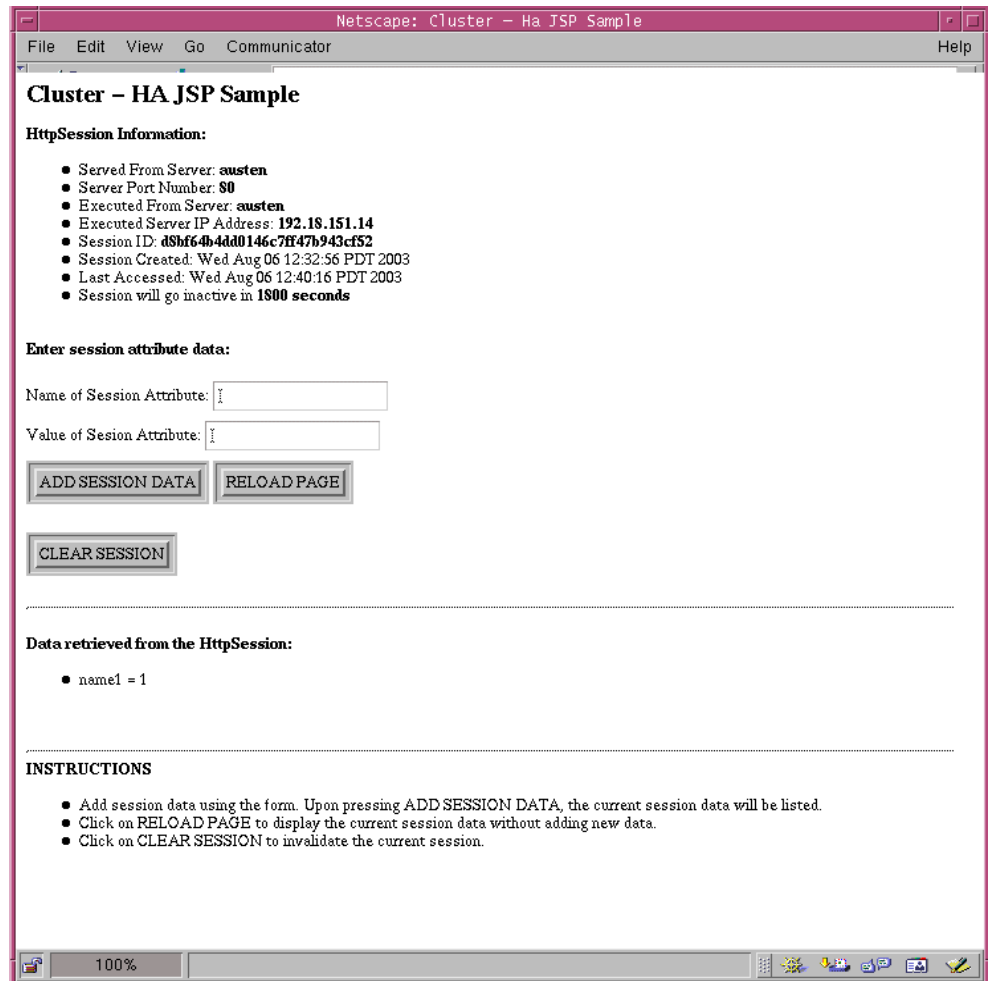 Netscape: Cluster – Ha JSP Sample
File Edit View Go Communicator Help
Cluster – HA JSP Sample
HttpSession Information:
Served From Server: austen
Server Port Number: 80
Executed From Server: austen
Executed Server IP Address: 192.18.151.14
Session ID: d8bf64b4dd0146c7ff47b943cf52
Session Created: Wed Aug 06 12:32:56 PDT 2003
Last Accessed: Wed Aug 06 12:40:16 PDT 2003
Session will go inactive in 1800 seconds
Enter session attribute data:
Name of Session Attribute:
Value of Sesion Attribute:
ADD SESSION DATA RELOAD PAGE
CLEAR SESSION
Data retrieved from the HttpSession:
name1 = 1
INSTRUCTIONS
Add session data using the form. Upon pressing ADD SESSION DATA, the current session data will be listed.
Click on RELOAD PAGE to display the current session data without adding new data.
Click on CLEAR SESSION to invalidate the current session.
100%